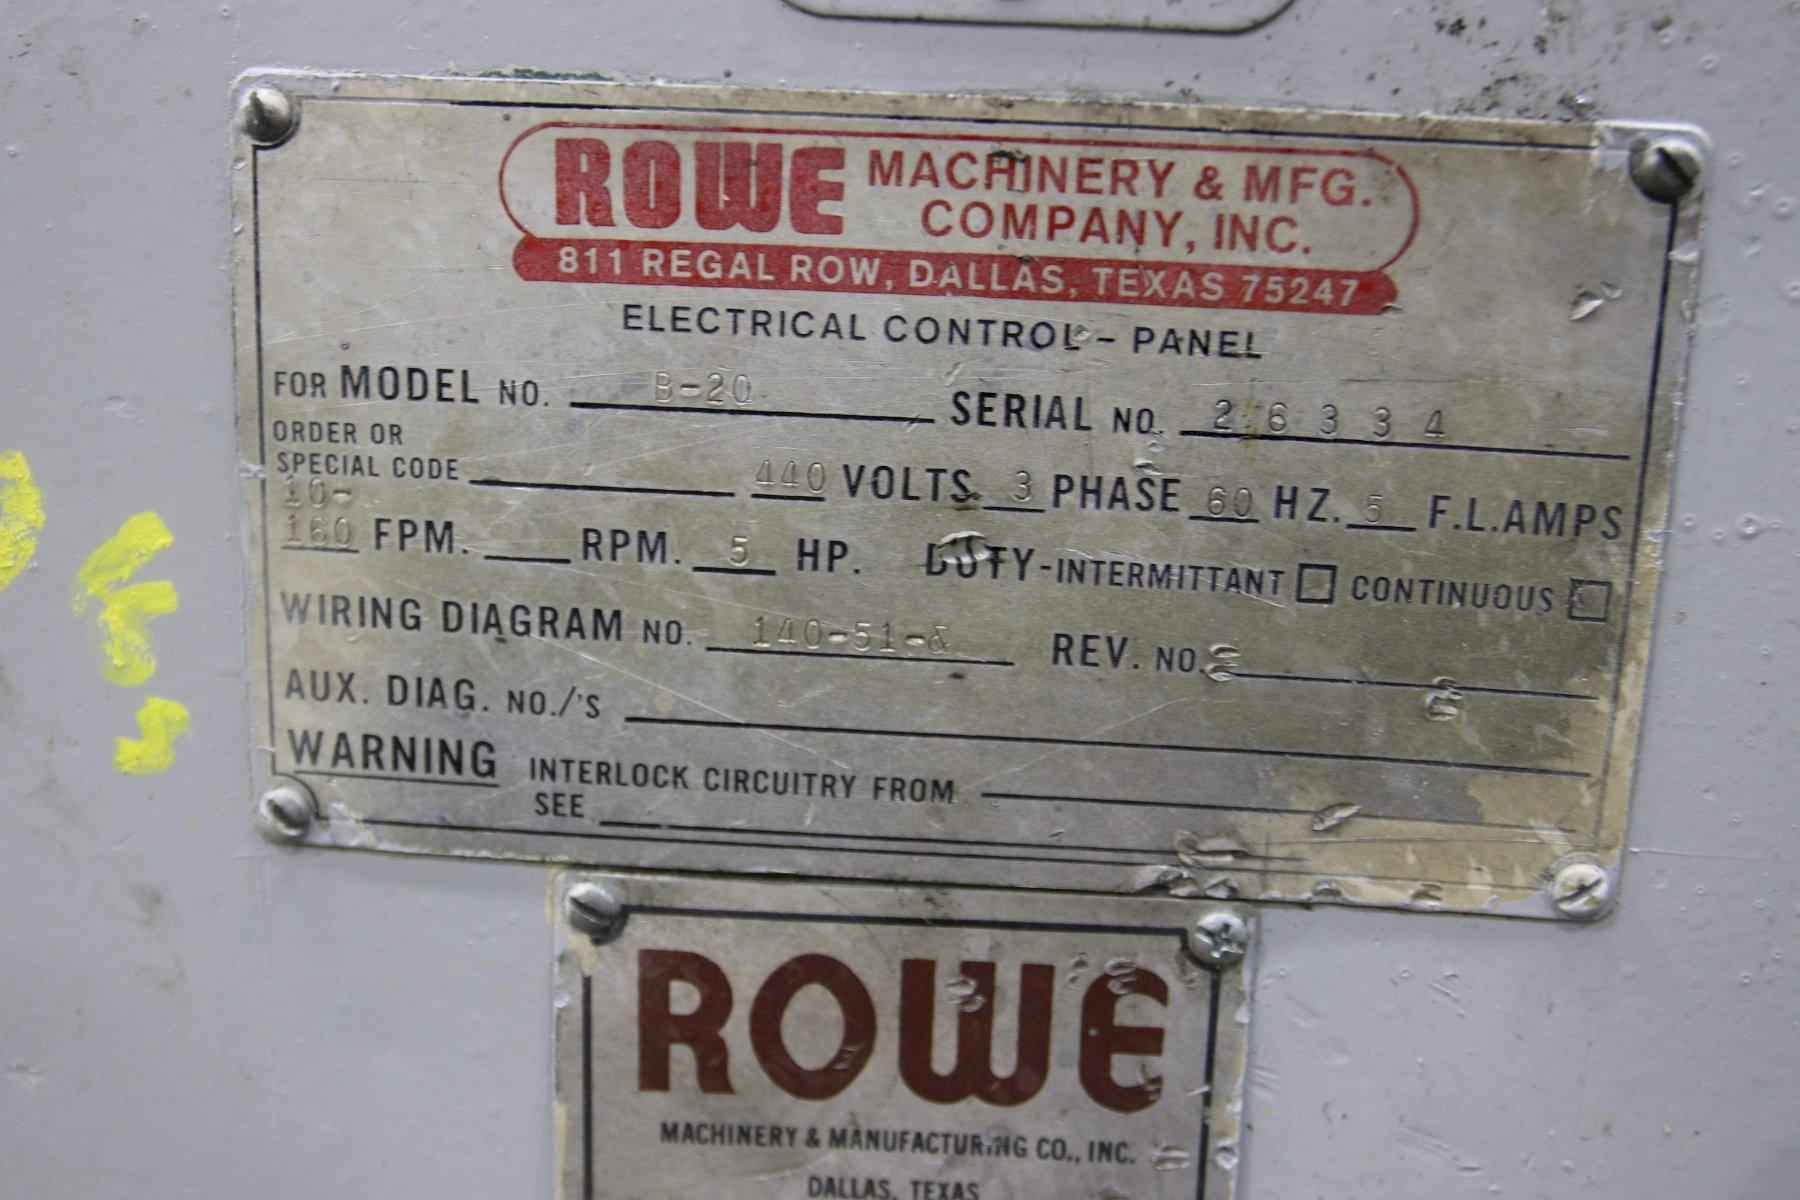 ROWE MACHINERY & MFG.
COMPANY, INC.
811 REGAL ROW, DALLAS, TEXAS 75247
ELECTRICAL CONTROL - PANEL
FOR MODEL NO. B-20 SERIAL NO. 26334
ORDER OR
SPECIAL CODE 440 VOLTS 3 PHASE 60 HZ. 5 F.L.AMPS
10-
160 FPM. RPM. 5 HP. DUTY-INTERMITTANT CONTINUOUS
WIRING DIAGRAM NO. 140-51- REV. NO.
AUX. DIAG. NO./'S
WARNING INTERLOCK CIRCUITRY FROM
SEE
ROWE
MACHINERY & MANUFACTURING CO., INC.
DALLAS, TEXAS